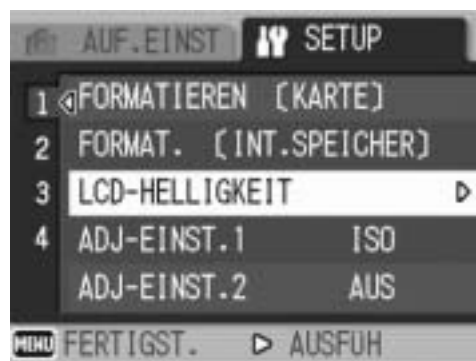 AUF.EINST SETUP
1 FORMATIEREN [KARTE]
2 FORMAT. [INT.SPEICHER]
3 LCD-HELLIGKEIT
4 ADJ-EINST.1 ISO
ADJ-EINST.2 AUS
MENU FERTIGST. AUSFUH